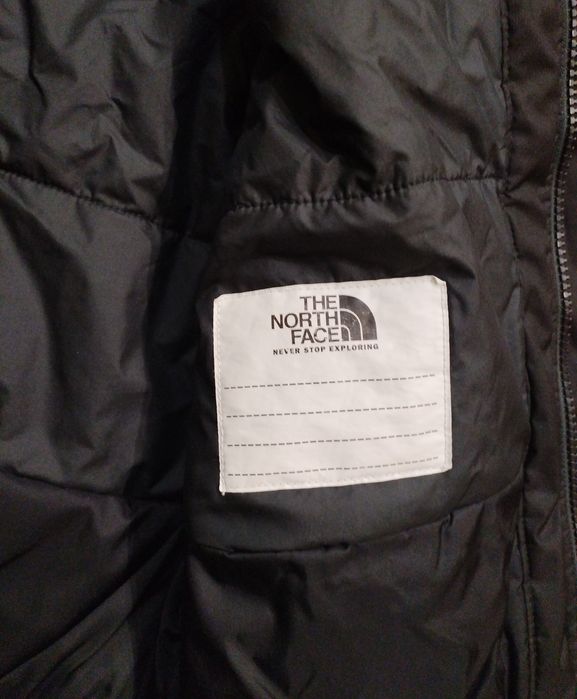 THE
NORTH
FACE
NEVER STOP EXPLORING